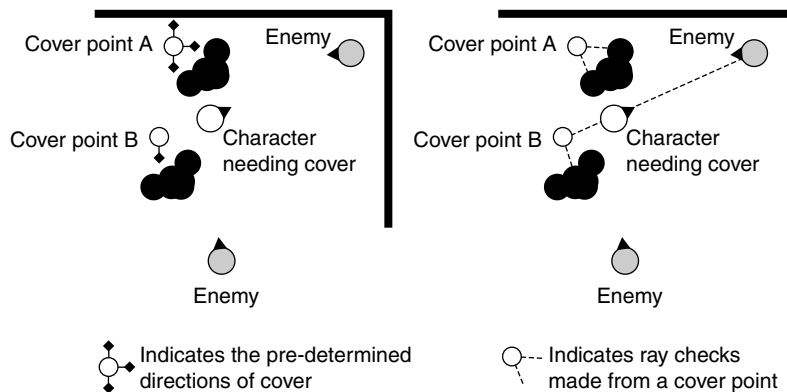 Cover point A
Enemy
Cover point B
Character
needing cover
Enemy
Indicates the pre-determined
directions of cover
Cover point A
Enemy
Cover point B
Character
needing cover
Enemy
Indicates ray checks
made from a cover point